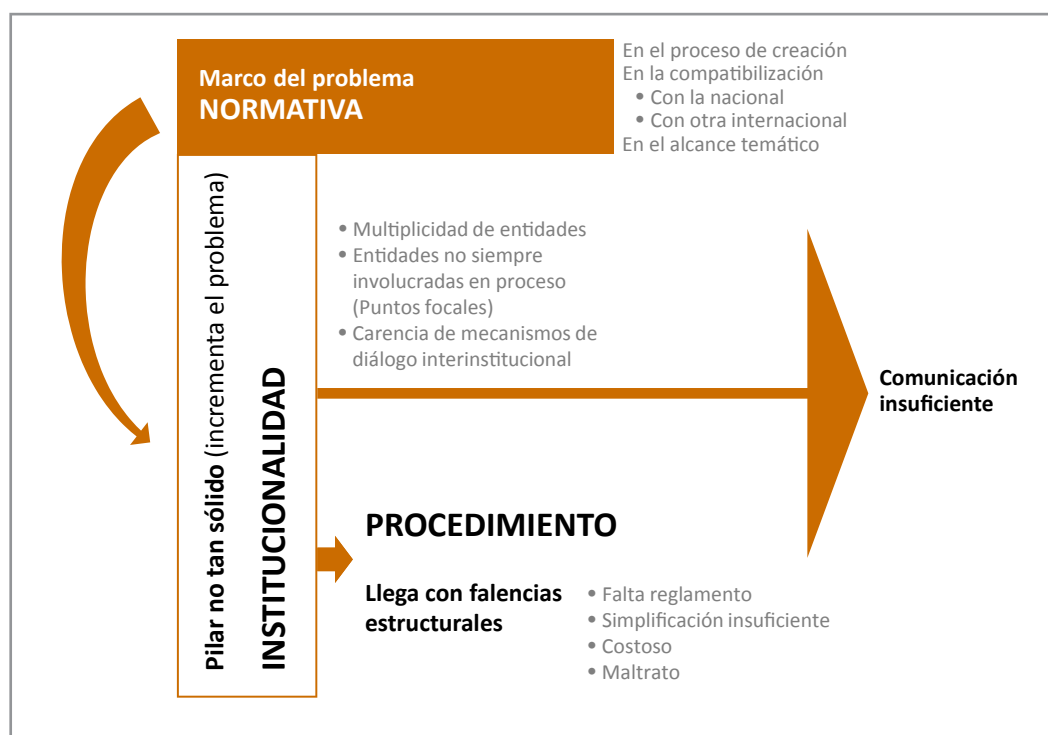 Marco del problema
NORMATIVA
En el proceso de creación
En la compatibilización
• Con la nacional
• Con otra internacional
En el alcance temático
Pilar no tan sólido (incrementa el problema)
INSTITUCIONALIDAD
• Multiplicidad de entidades
• Entidades no siempre
involucradas en proceso
(Puntos focales)
• Carencia de mecanismos de
diálogo interinstitucional
Comunicación
insuficiente
PROCEDIMIENTO
Llega con falencias
estructurales
• Falta reglamento
• Simplificación insuficiente
• Costoso
• Maltrato